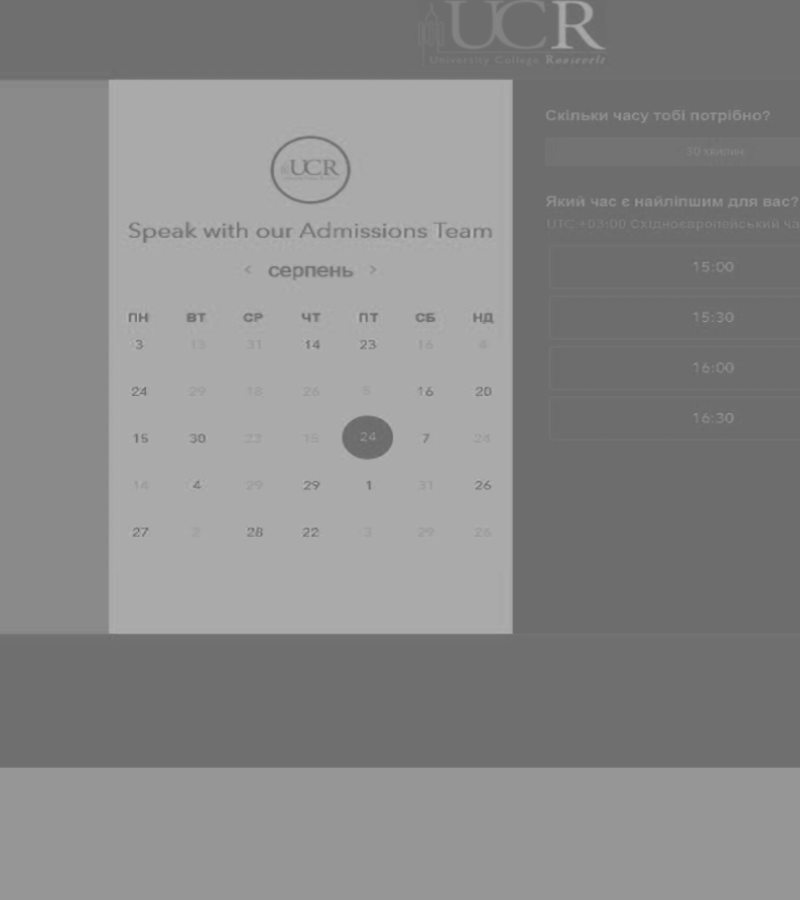 UCR
University College Roosevelt
UCR
Speak with our Admissions Team
< серпень >
ПН ВТ СР ЧТ ПТ СБ НД
3 13 31 14 23 16 4
24 29 18 26 5 16 20
15 30 23 15 24 7 24
14 4 29 29 1 31 26
27 2 28 22 3 29 26
Скільки часу тобі потрібно?
30 хвилин
Який час є найліпшим для вас?
UTC +03:00 Східноєвропейський ча
15:00
15:30
16:00
16:30